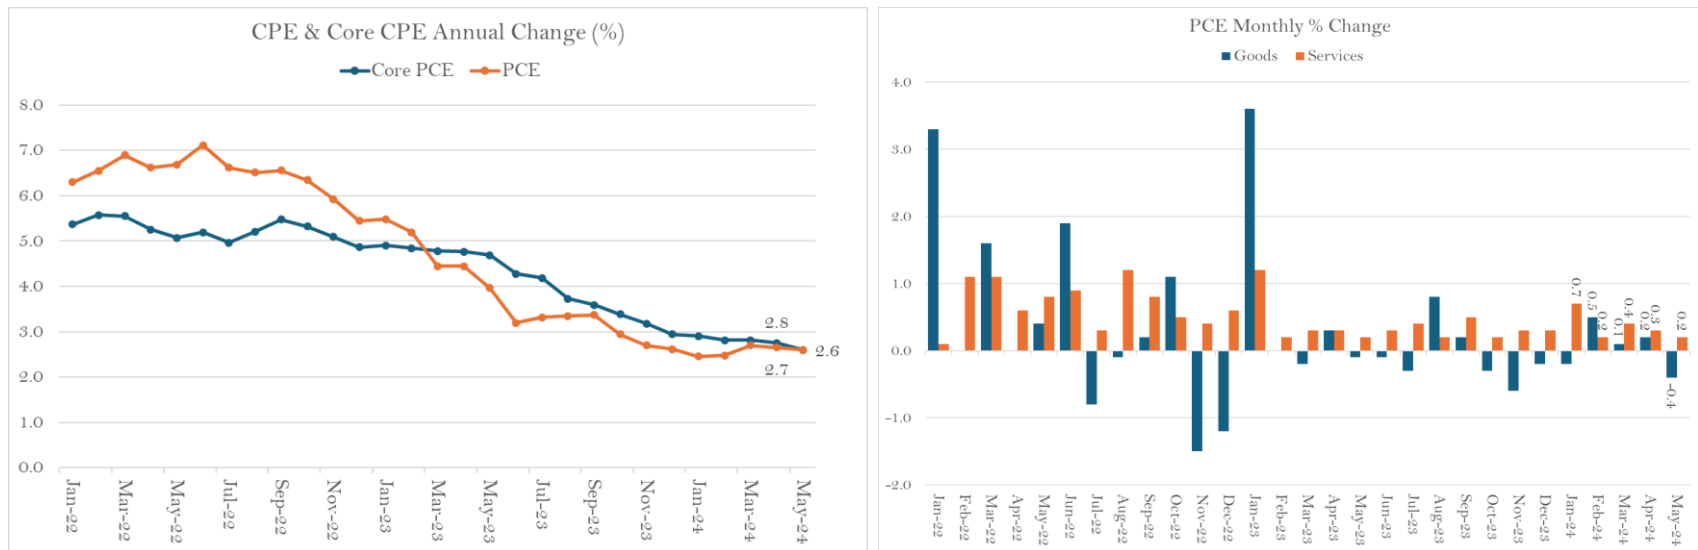 CPE & Core CPE Annual Change (%)
Core PCE PCE
8.0
7.0
6.0
5.0
4.0
3.0
2.0
1.0
0.0
2.8
2.6
2.7
Jan-22 Mar-22 May-22 Jul-22 Sep-22 Nov-22 Jan-23 Mar-23 May-23 Jul-23 Sep-23 Nov-23 Jan-24 Mar-24 May-24
PCE Monthly % Change
Goods Services
4.0
3.0
2.0
1.0
0.0
-1.0
-2.0
0.7 0.5 0.2 0.1 0.4 0.2 0.3 -0.4 0.2
Jan-22 Feb-22 Mar-22 Apr-22 May-22 Jun-22 Jul-22 Aug-22 Sep-22 Oct-22 Nov-22 Dec-22 Jan-23 Feb-23 Mar-23 Apr-23 May-23 Jun-23 Jul-23 Aug-23 Sep-23 Oct-23 Nov-23 Dec-23 Jan-24 Feb-24 Mar-24 Apr-24 May-24